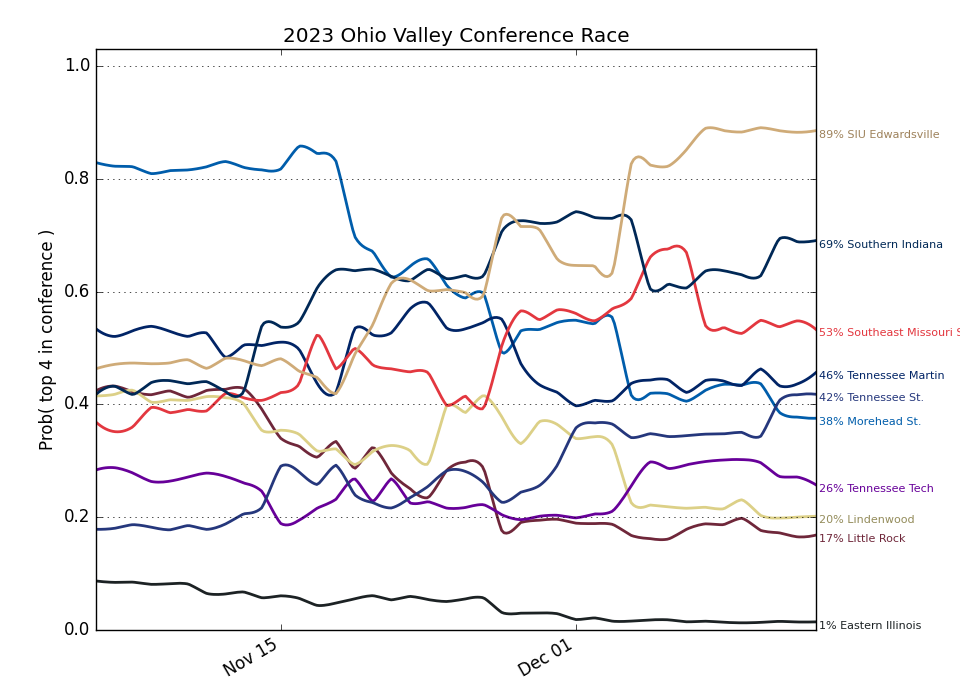 2023 Ohio Valley Conference Race
Prob( top 4 in conference )
1.0
0.8
0.6
0.4
0.2
0.0
Nov 15
Dec 01
89% SIU Edwardsville
69% Southern Indiana
53% Southeast Missouri S
46% Tennessee Martin
42% Tennessee St.
38% Morehead St.
26% Tennessee Tech
20% Lindenwood
17% Little Rock
1% Eastern Illinois